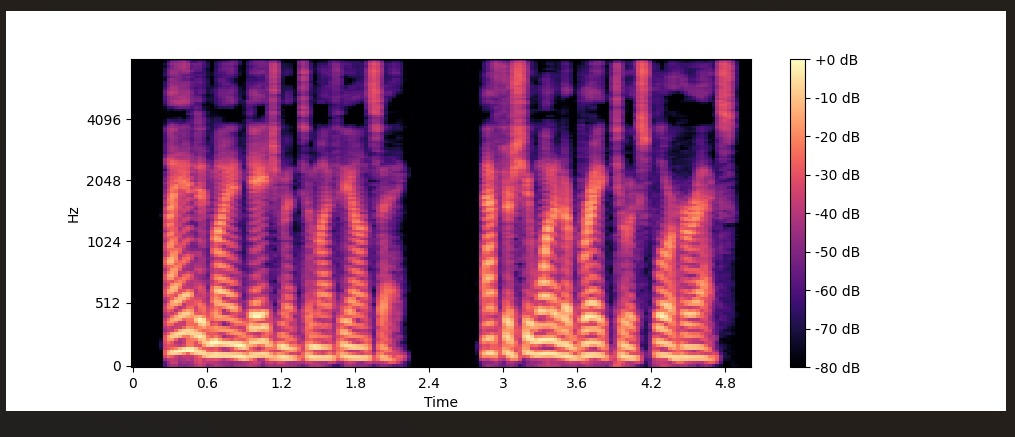 +0 dB
-10 dB
4096
-20 dB
-30 dB
2048
Hz
-40 dB
1024
-50 dB
-60 dB
512
-70 dB
0
-80 dB
0 0.6 1.2 1.8 2.4 3 3.6 4.2 4.8
Time